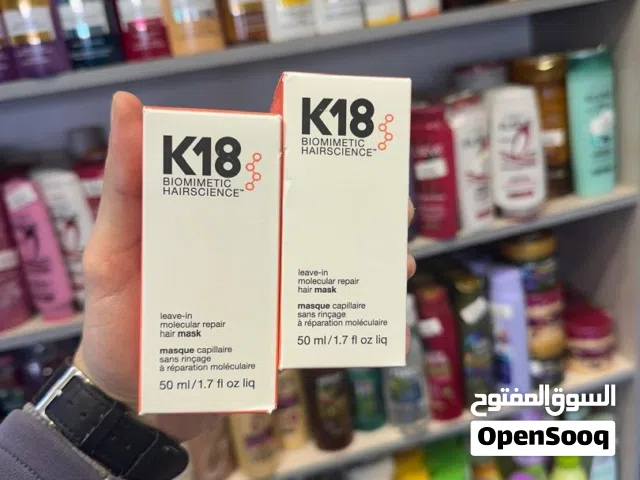 K18
BIOMIMETIC
HAIRSCIENCE™
leave-in
molecular repair
hair mask
masque capillaire
sans rinçage
à réparation moléculaire
50 ml/1.7 fl oz liq
K18
BIOMIMETIC
HAIRSCIENCE™
leave-in
molecular repair
hair mask
masque capillaire
sans rinçage
à réparation moléculaire
50 ml/1.7 fl oz liq
السوق المفتوح
OpenSooq